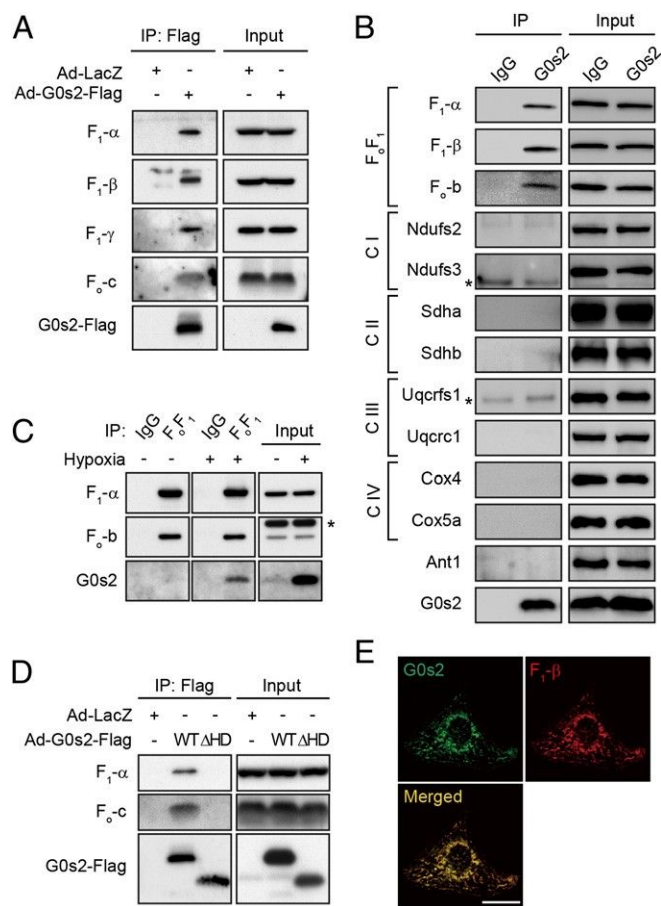 A
IP: Flag Input
Ad-LacZ + - + -
Ad-G0s2-Flag - + - +
F₁-α
F₁-β
F₁-γ
Fₒ-c
G0s2-Flag
B
IP Input
IgG G0s2 IgG G0s2
FₒF₁
F₁-α
F₁-β
Fₒ-b
C I
Ndufs2
Ndufs3
*
C II
Sdha
Sdhb
C III
Uqcrfs1
*
Uqcrc1
C IV
Cox4
Cox5a
Ant1
G0s2
C
IP: IgG FₒF₁ IgG FₒF₁ Input
Hypoxia - - + + - +
F₁-α
Fₒ-b *
G0s2
D
IP: Flag Input
Ad-LacZ + - - + - -
Ad-G0s2-Flag - WT ΔHD - WT ΔHD
F₁-α
Fₒ-c
G0s2-Flag
E
G0s2 F₁-β
Merged